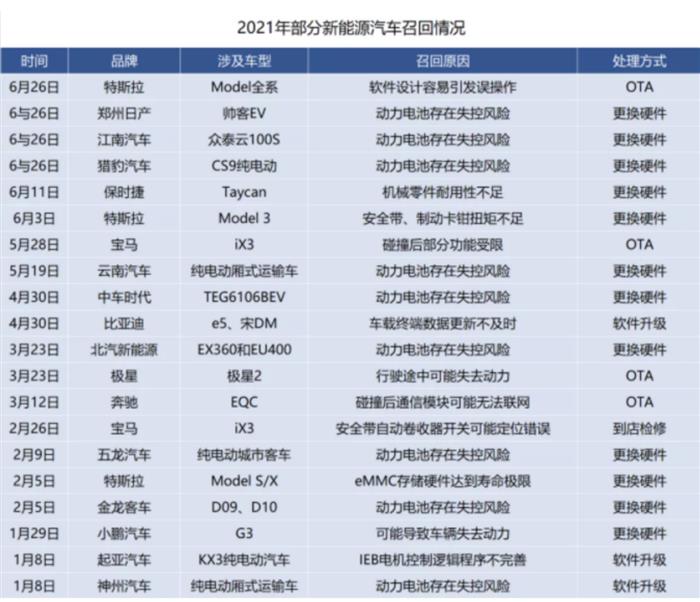 2021年部分新能源汽车召回情况
时间 品牌 涉及车型 召回原因 处理方式
6月26日 特斯拉 Model全系 软件设计容易引发误操作 OTA
6与26日 郑州日产 帅客EV 动力电池存在失控风险 更换硬件
6与26日 江南汽车 众泰云100S 动力电池存在失控风险 更换硬件
6与26日 猎豹汽车 CS9纯电动 动力电池存在失控风险 更换硬件
6月11日 保时捷 Taycan 机械零件耐用性不足 更换硬件
6月3日 特斯拉 Model 3 安全带、制动卡钳扭矩不足 更换硬件
5月28日 宝马 iX3 碰撞后部分功能受限 OTA
5月19日 云南汽车 纯电动厢式运输车 动力电池存在失控风险 更换硬件
4月30日 中车时代 TEG6106BEV 动力电池存在失控风险 更换硬件
4月30日 比亚迪 e5、宋DM 车载终端数据更新不及时 软件升级
3月23日 北汽新能源 EX360和EU400 动力电池存在失控风险 更换硬件
3月23日 极星 极星2 行驶途中可能失去动力 OTA
3月12日 奔驰 EQC 碰撞后通信模块可能无法联网 OTA
2月26日 宝马 iX3 安全带自动卷收器开关可能定位错误 到店检修
2月9日 五龙汽车 纯电动城市客车 动力电池存在失控风险 更换硬件
2月5日 特斯拉 Model S/X eMMC存储硬件达到寿命极限 更换硬件
2月5日 金龙客车 D09、D10 动力电池存在失控风险 更换硬件
1月29日 小鹏汽车 G3 可能导致车辆失去动力 更换硬件
1月8日 起亚汽车 KX3纯电动汽车 IEB电机控制逻辑程序不完善 软件升级
1月8日 神州汽车 纯电动厢式运输车 动力电池存在失控风险 软件升级